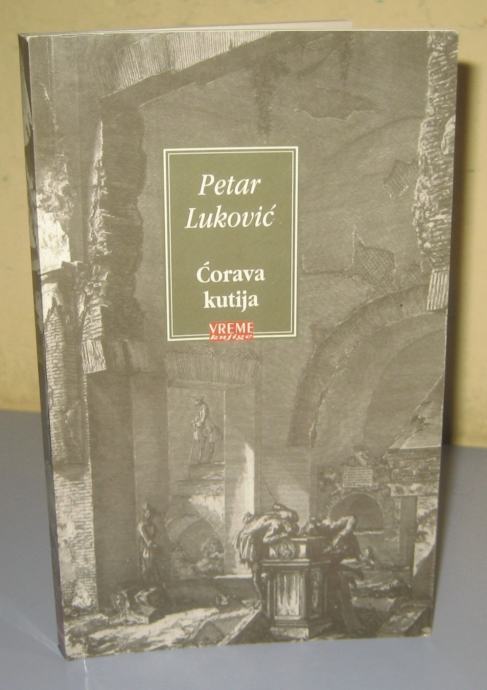 Petar
Luković
Ćorava
kutija
VREME
knjige